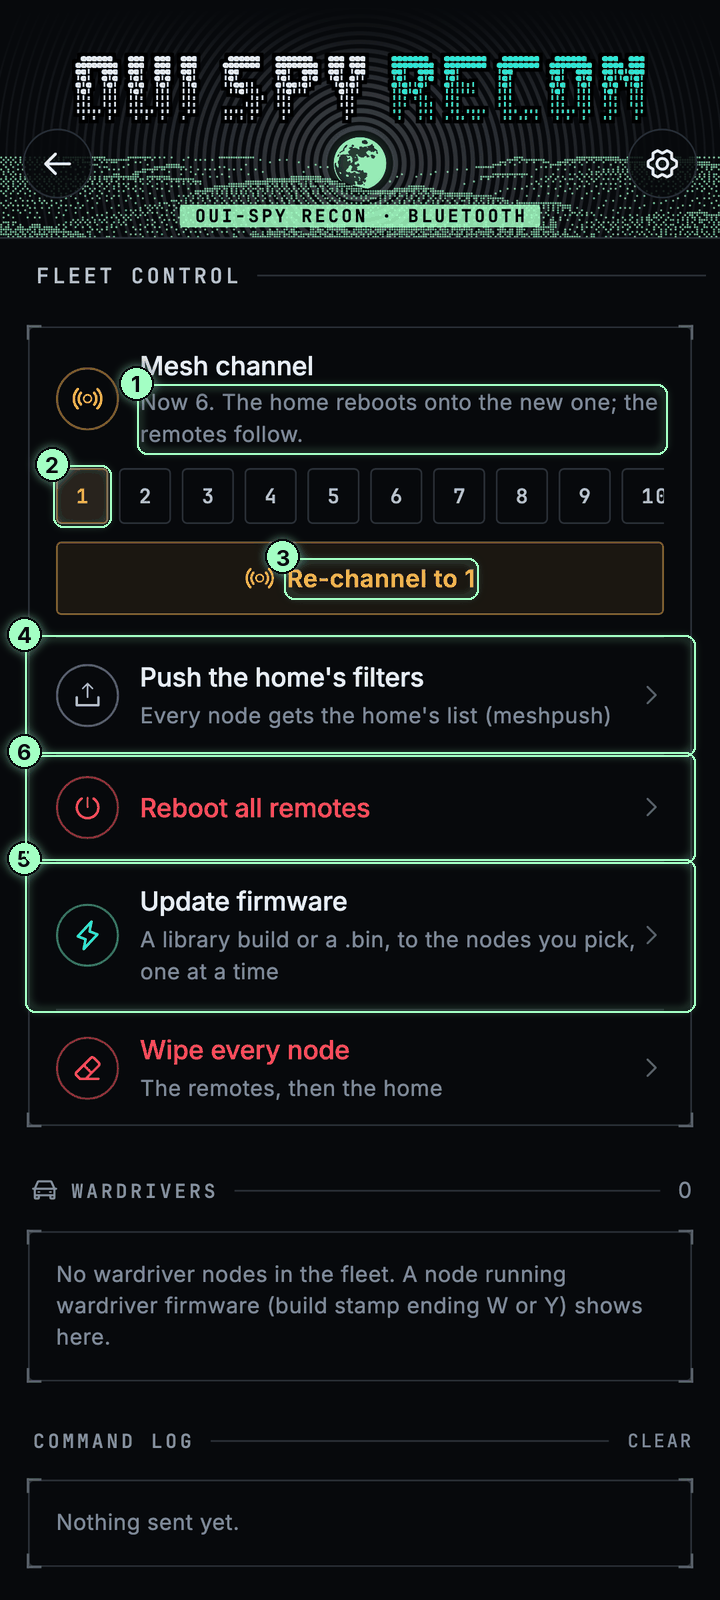 OUI SPY RECON
OUI-SPY RECON · BLUETOOTH
FLEET CONTROL
Mesh channel
1
Now 6. The home reboots onto the new one; the
remotes follow.
2
1 2 3 4 5 6 7 8 9 10
3
Re-channel to 1
4
Push the home's filters
Every node gets the home's list (meshpush)
6
Reboot all remotes
5
Update firmware
A library build or a .bin, to the nodes you pick,
one at a time
Wipe every node
The remotes, then the home
WARDRIVERS 0
No wardriver nodes in the fleet. A node running
wardriver firmware (build stamp ending W or Y) shows
here.
COMMAND LOG CLEAR
Nothing sent yet.